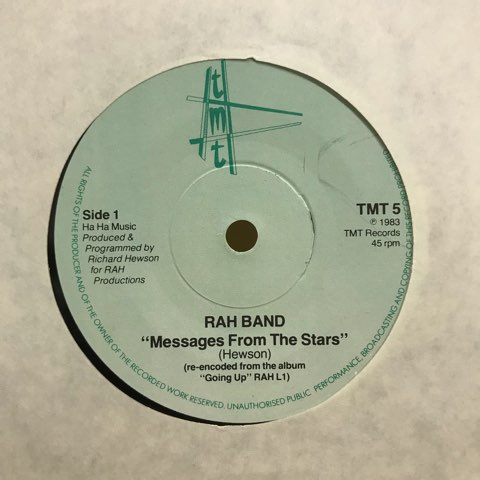 tmt
Side 1
Ha Ha Music
Produced &
Programmed by
Richard Hewson
for RAH
Productions
TMT 5
℗ 1983
TMT Records
45 rpm
RAH BAND
"Messages From The Stars"
(Hewson)
(re-encoded from the album
"Going Up" RAH L1)
ALL RIGHTS OF THE PRODUCER AND OF THE OWNER OF THE RECORDED WORK RESERVED. UNAUTHORISED PUBLIC PERFORMANCE, BROADCASTING AND COPYING OF THIS RECORD PROHIBITED